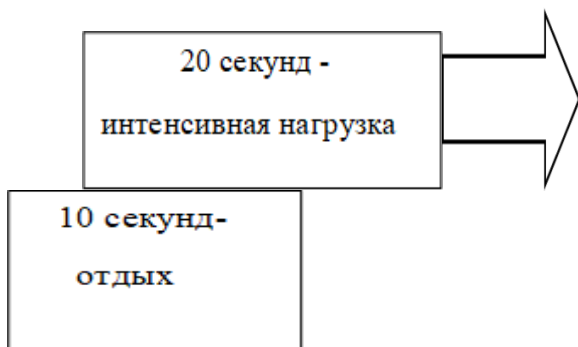 20 секунд -
интенсивная нагрузка
10 секунд-
отдых